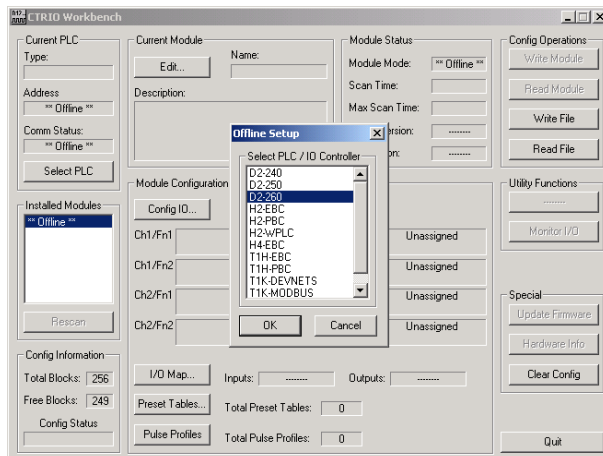 CTRIO Workbench
Current PLC
Type:
Address
** Offline **
Comm Status:
** Offline **
Select PLC
Installed Modules
** Offline **
Rescan
Config Information
Total Blocks: 256
Free Blocks: 249
Config Status
Current Module
Edit...
Name:
Description:
Module Configuration
Config IO...
Ch1/Fn1
Unassigned
Ch1/Fn2
Ch2/Fn1
Unassigned
Ch2/Fn2
Unassigned
I/O Map...
Inputs: --------
Outputs: --------
Preset Tables...
Total Preset Tables: 0
Pulse Profiles
Total Pulse Profiles: 0
Module Status
Module Mode: ** Offline **
Scan Time:
Max Scan Time:
ersion: --------
on: --------
Offline Setup
Select PLC / IO Controller
D2-240
D2-250
D2-260
H2-EBC
H2-PBC
H2-WPLC
H4-EBC
T1H-EBC
T1H-PBC
T1K-DEVNETS
T1K-MODBUS
OK
Cancel
Config Operations
Write Module
Read Module
Write File
Read File
Utility Functions
--------
Monitor I/O
Special
Update Firmware
Hardware Info
Clear Config
Quit